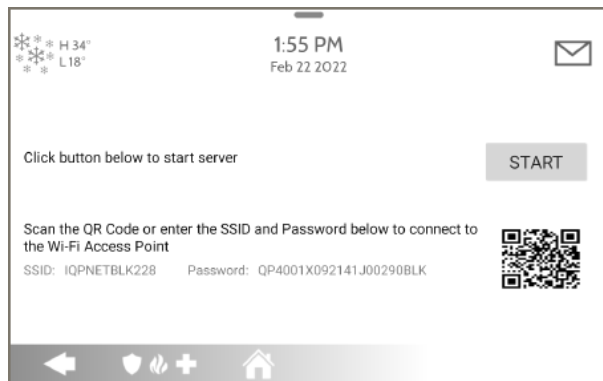 H 34°
L 18°
1:55 PM
Feb 22 2022
Click button below to start server
START
Scan the QR Code or enter the SSID and Password below to connect to
the Wi-Fi Access Point
SSID: IQPNETBLK228 Password: QP4001X092141J00290BLK